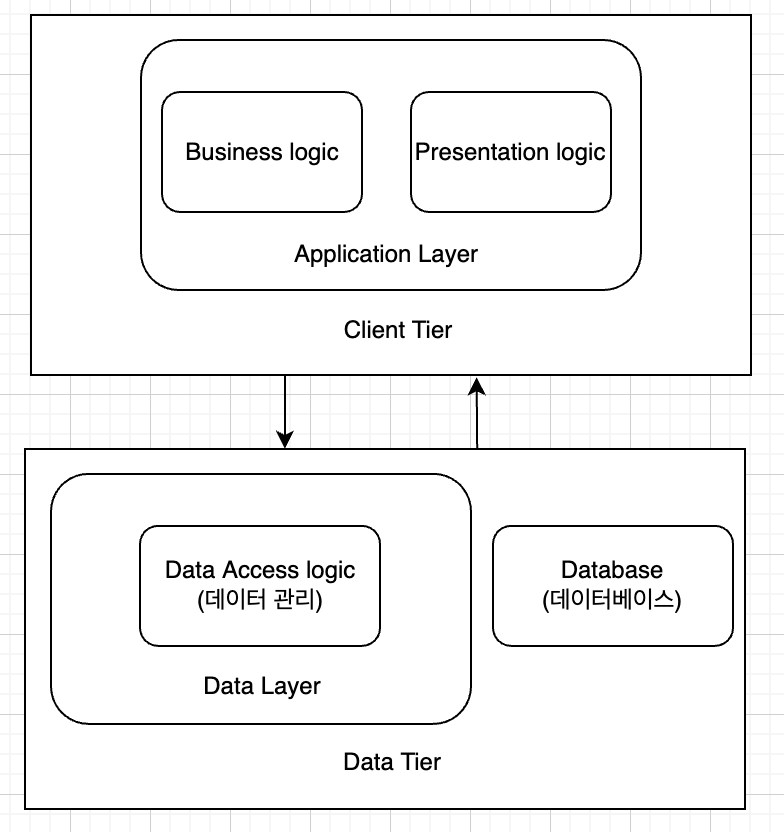 Business logic
Presentation logic
Application Layer
Client Tier
Data Access logic
(데이터 관리)
Database
(데이터베이스)
Data Layer
Data Tier